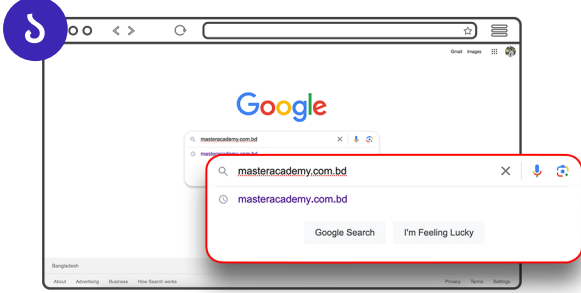 ১
Gmail Images
Google
masteracademy.com.bd
masteracademy.com.bd
masteracademy.com.bd
masteracademy.com.bd
Google Search I'm Feeling Lucky
Bangladesh
About Advertising Business How Search works Privacy Terms Settings